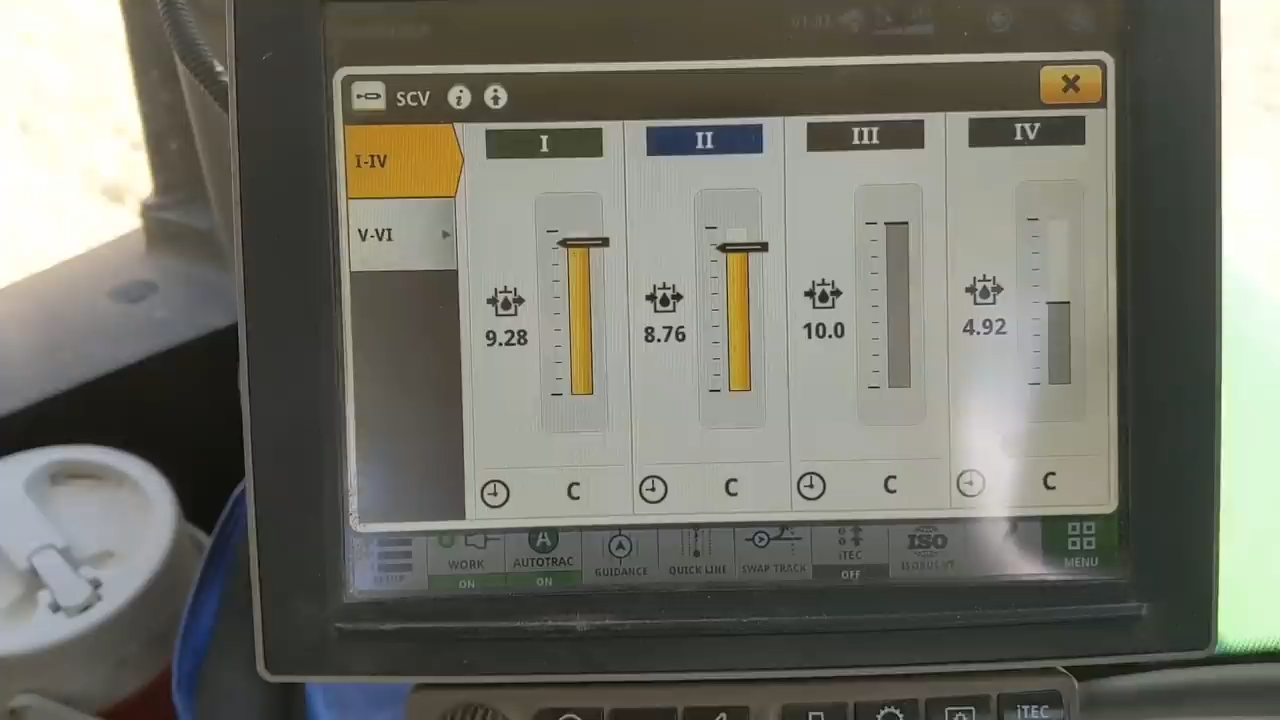 SCV
I-IV
V-VI
I
II
III
IV
9.28
8.76
10.0
4.92
C
C
C
C
WORK
ON
A
AUTOTRAC
ON
GUIDANCE
QUICK LINE
SWAP TRACK
iTEC
OFF
ISO
MENU
iTEC